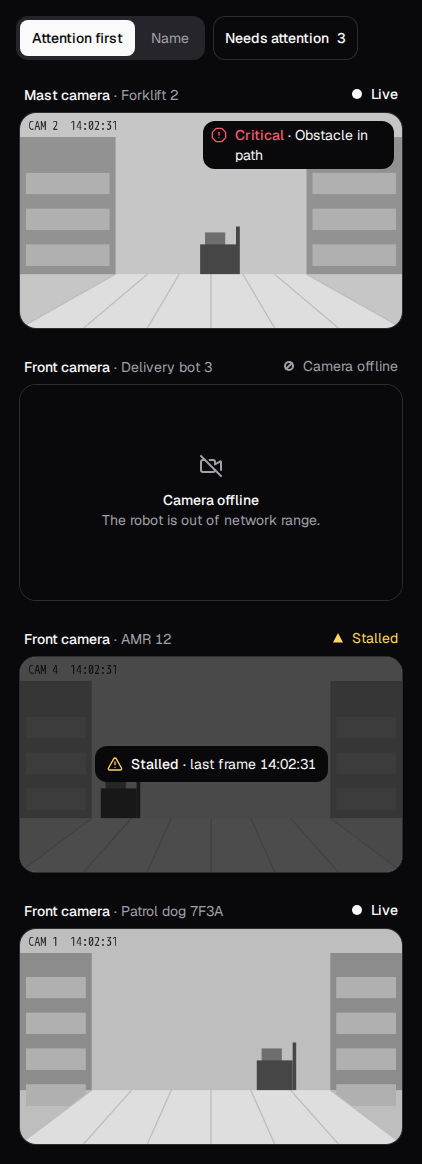 Attention first Name Needs attention 3
Mast camera · Forklift 2 Live
CAM 2 14:02:31
Critical · Obstacle in
path
Front camera · Delivery bot 3 Camera offline
Camera offline
The robot is out of network range.
Front camera · AMR 12 Stalled
CAM 4 14:02:31
Stalled · last frame 14:02:31
Front camera · Patrol dog 7F3A Live
CAM 1 14:02:31